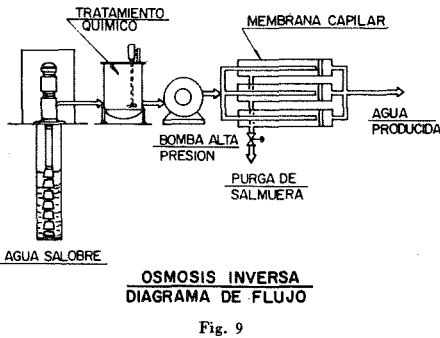 TRATAMIENTO
QUIMICO
MEMBRANA CAPILAR
BOMBA ALTA
PRESION
AGUA
PRODUCIDA
PURGA DE
SALMUERA
AGUA SALOBRE
OSMOSIS INVERSA
DIAGRAMA DE FLUJO
Fig. 9